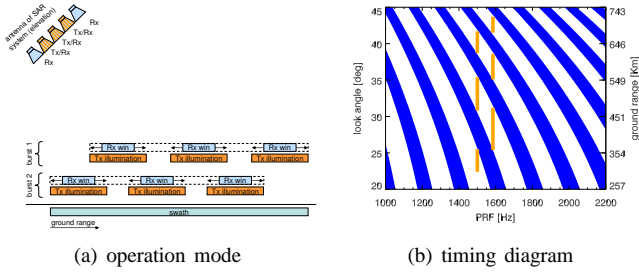 antenna of SAR
system (elevation)
Rx
Tx/Rx
Tx/Rx
Tx/Rx
Rx
burst 1
Rx win
Rx win
Rx win
Tx illumination
Tx illumination
Tx illumination
burst 2
Rx win
Rx win
Rx win
Tx illumination
Tx illumination
Tx illumination
swath
ground range
(a) operation mode
look angle [deg]
45
40
35
30
25
20
1000
1200
1400
1600
1800
2000
2200
PRF [Hz]
743
646
549
451
354
257
ground range [Km]
(b) timing diagram